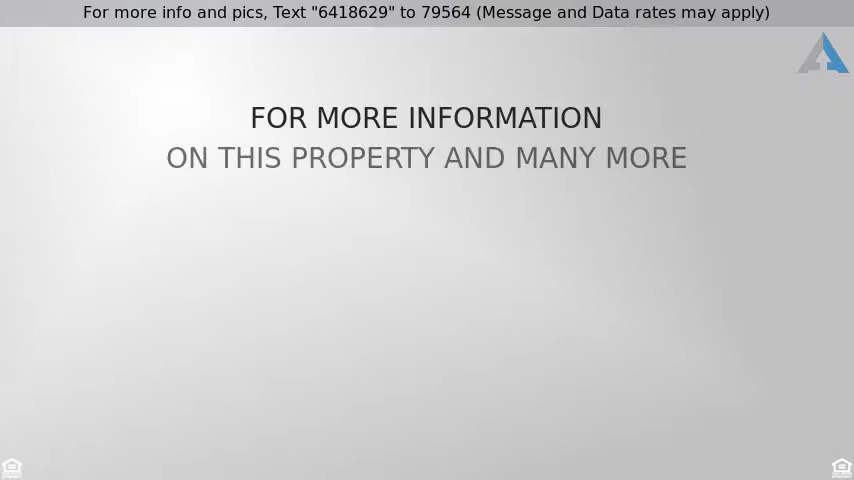 For more info and pics, Text "6418629" to 79564 (Message and Data rates may apply)
FOR MORE INFORMATION
ON THIS PROPERTY AND MANY MORE